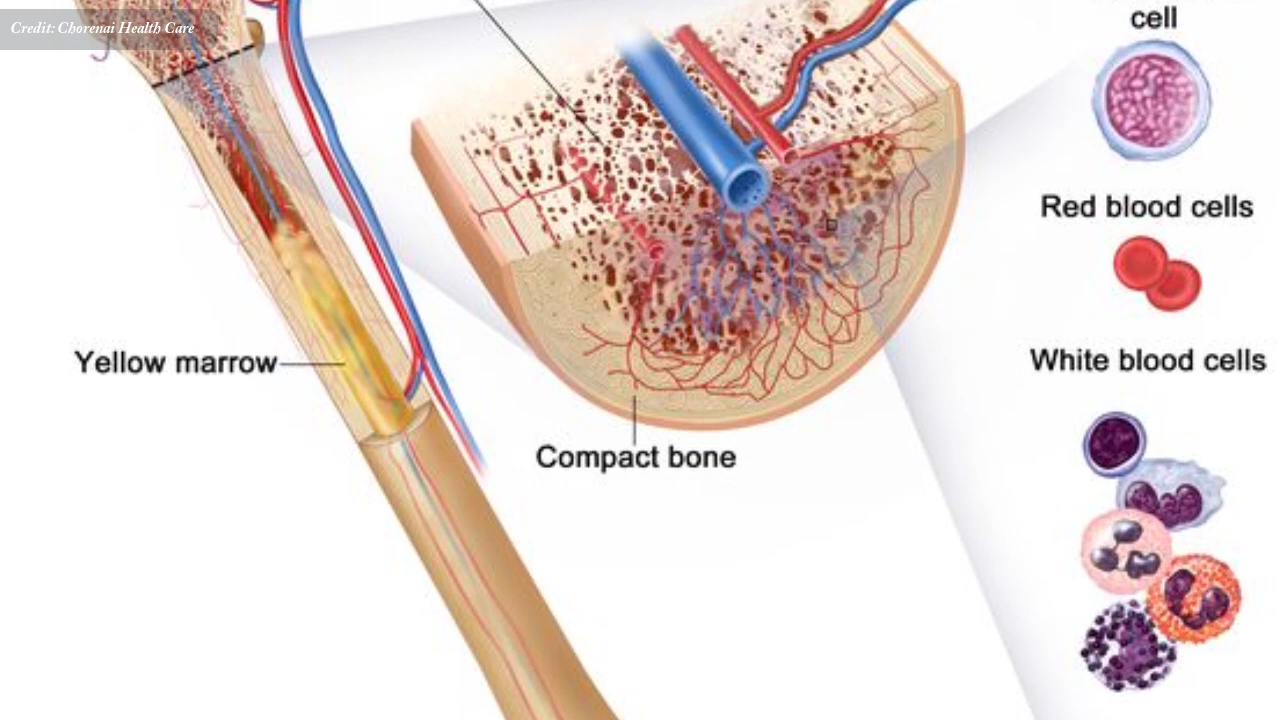 Credit: Chorenai Health Care
cell
Red blood cells
White blood cells
Yellow marrow
Compact bone